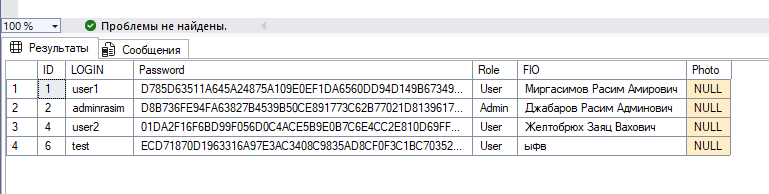 100 % Проблемы не найдены.
Результаты Сообщения
ID LOGIN Password Role FIO Photo
1 1 user1 D785D63511A645A24875A109E0EF1DA6560DD94D149B67349... User Миргасимов Расим Амирович NULL
2 2 adminrasim D8B736FE94FA63827B4539B50CE891773C62B77021D8139617... Admin Джабаров Расим Админович NULL
3 4 user2 01DA2F16F6BD99F056D0C4ACE5B9E0B7C6E4CC2E810D69FF... User Желтобрюх Заяц Вахович NULL
4 6 test ECD71870D1963316A97E3AC3408C9835AD8CF0F3C1BC70352... User ыфв NULL